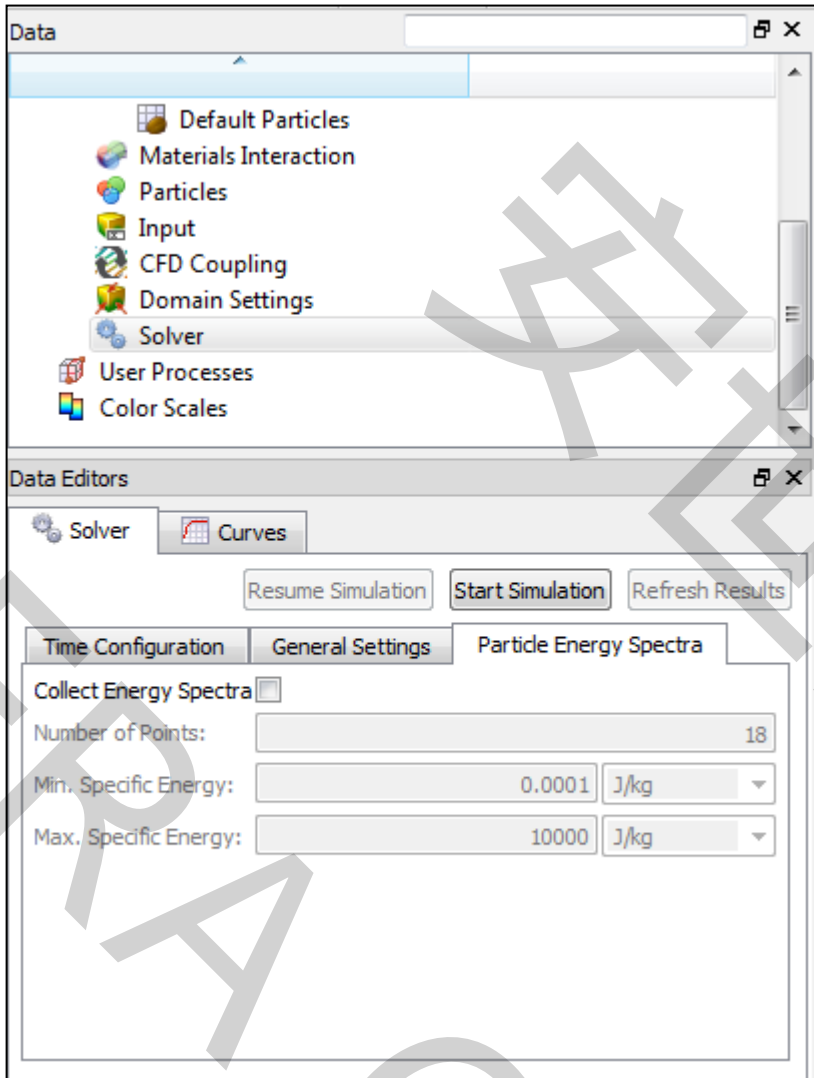 Data
Default Particles
Materials Interaction
Particles
Input
CFD Coupling
Domain Settings
Solver
User Processes
Color Scales
Data Editors
Solver Curves
Resume Simulation Start Simulation Refresh Results
Time Configuration General Settings Particle Energy Spectra
Collect Energy Spectra
Number of Points: 18
Min. Specific Energy: 0.0001 J/kg
Max. Specific Energy: 10000 J/kg